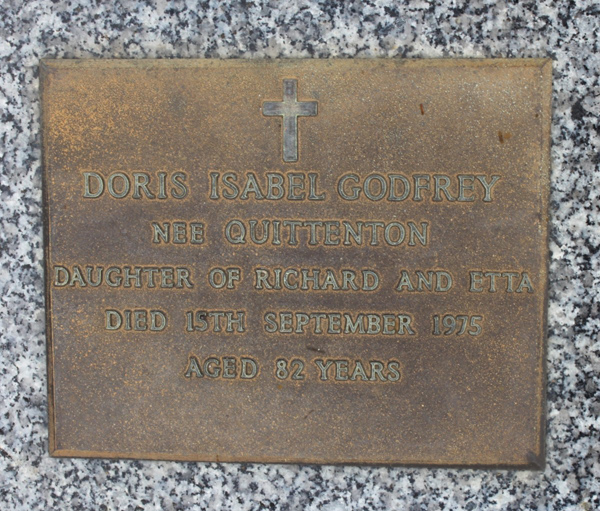 DORIS ISABEL GODFREY
NEE QUITTENTON
DAUGHTER OF RICHARD AND ETTA
DIED 15TH SEPTEMBER 1975
AGED 82 YEARS